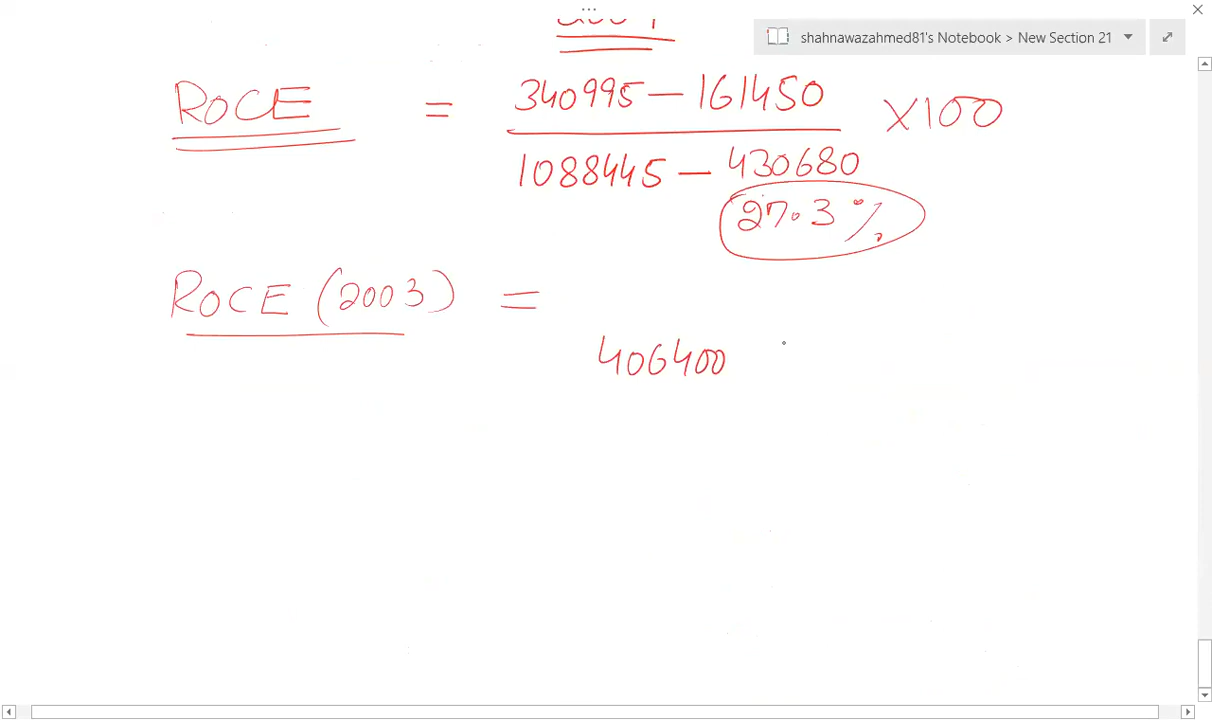 shahnawazahmed81's Notebook > New Section 21
ROCE = 340995 - 161450 X100
1088445 - 430680
27.3%
ROCE (2003) =
406400